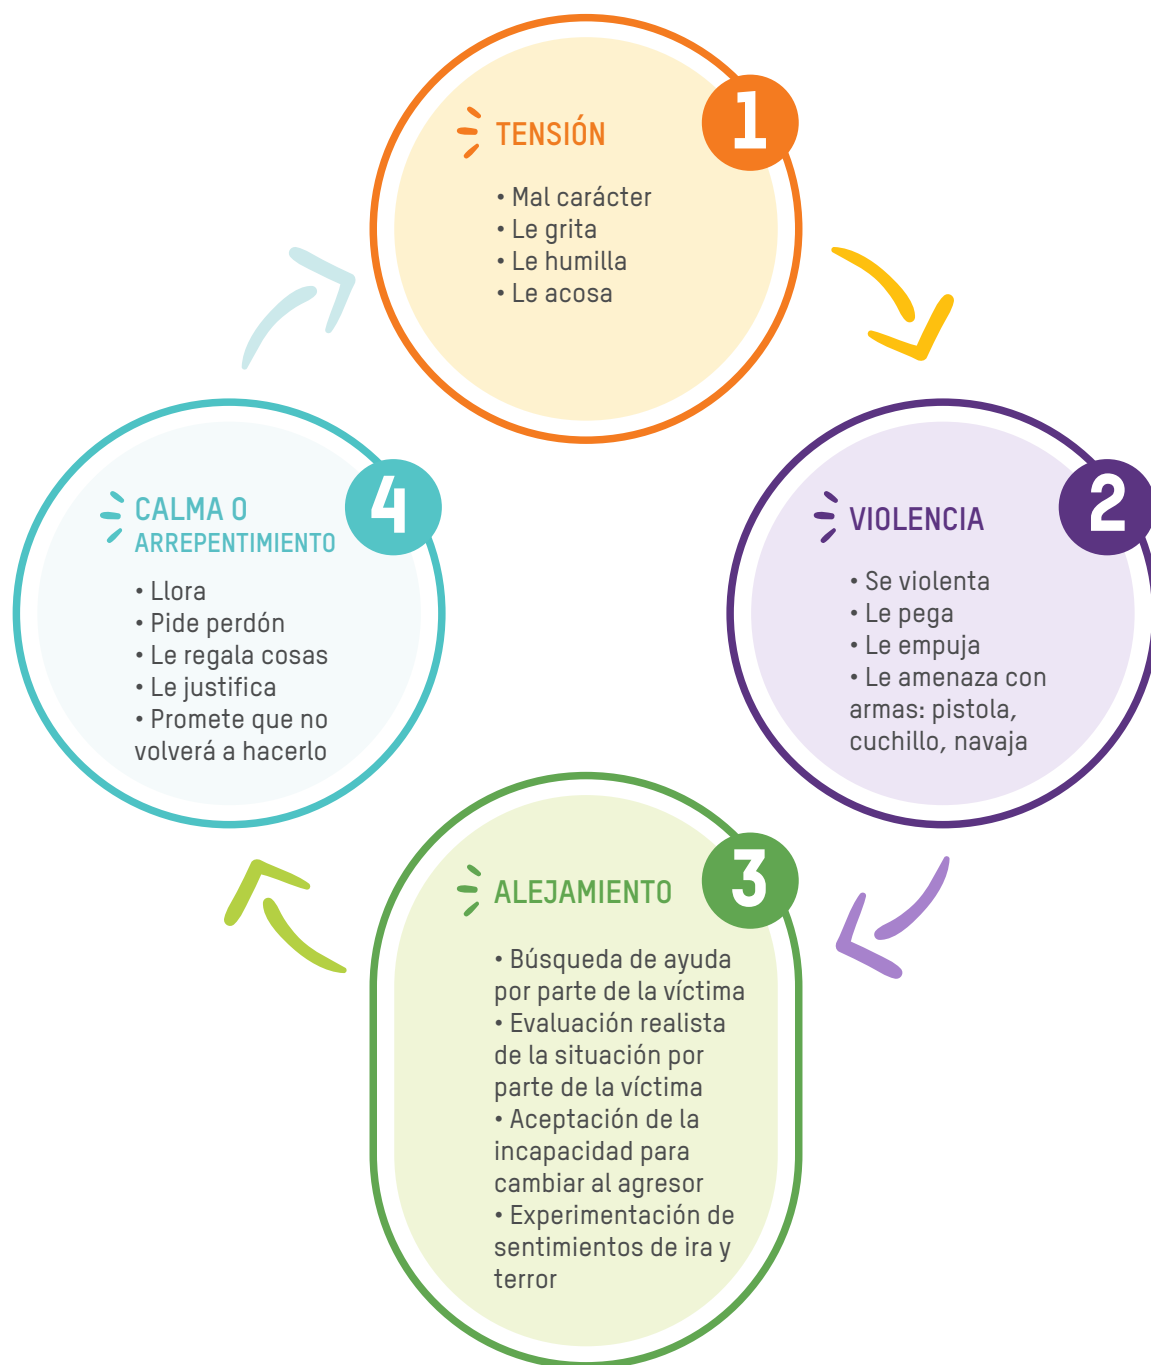 1
TENSIÓN
• Mal carácter
• Le grita
• Le humilla
• Le acosa
2
VIOLENCIA
• Se violenta
• Le pega
• Le empuja
• Le amenaza con
armas: pistola,
cuchillo, navaja
3
ALEJAMIENTO
• Búsqueda de ayuda
por parte de la víctima
• Evaluación realista
de la situación por
parte de la víctima
• Aceptación de la
incapacidad para
cambiar al agresor
• Experimentación de
sentimientos de ira y
terror
4
CALMA O
ARREPENTIMIENTO
• Llora
• Pide perdón
• Le regala cosas
• Le justifica
• Promete que no
volverá a hacerlo